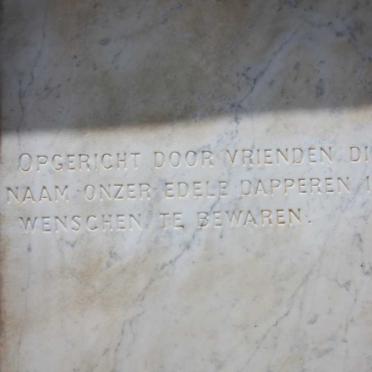 OPGERICHT DOOR VRIENDEN DI
NAAM ONZER EDELE DAPPEREN I
WENSCHEN TE BEWAREN.